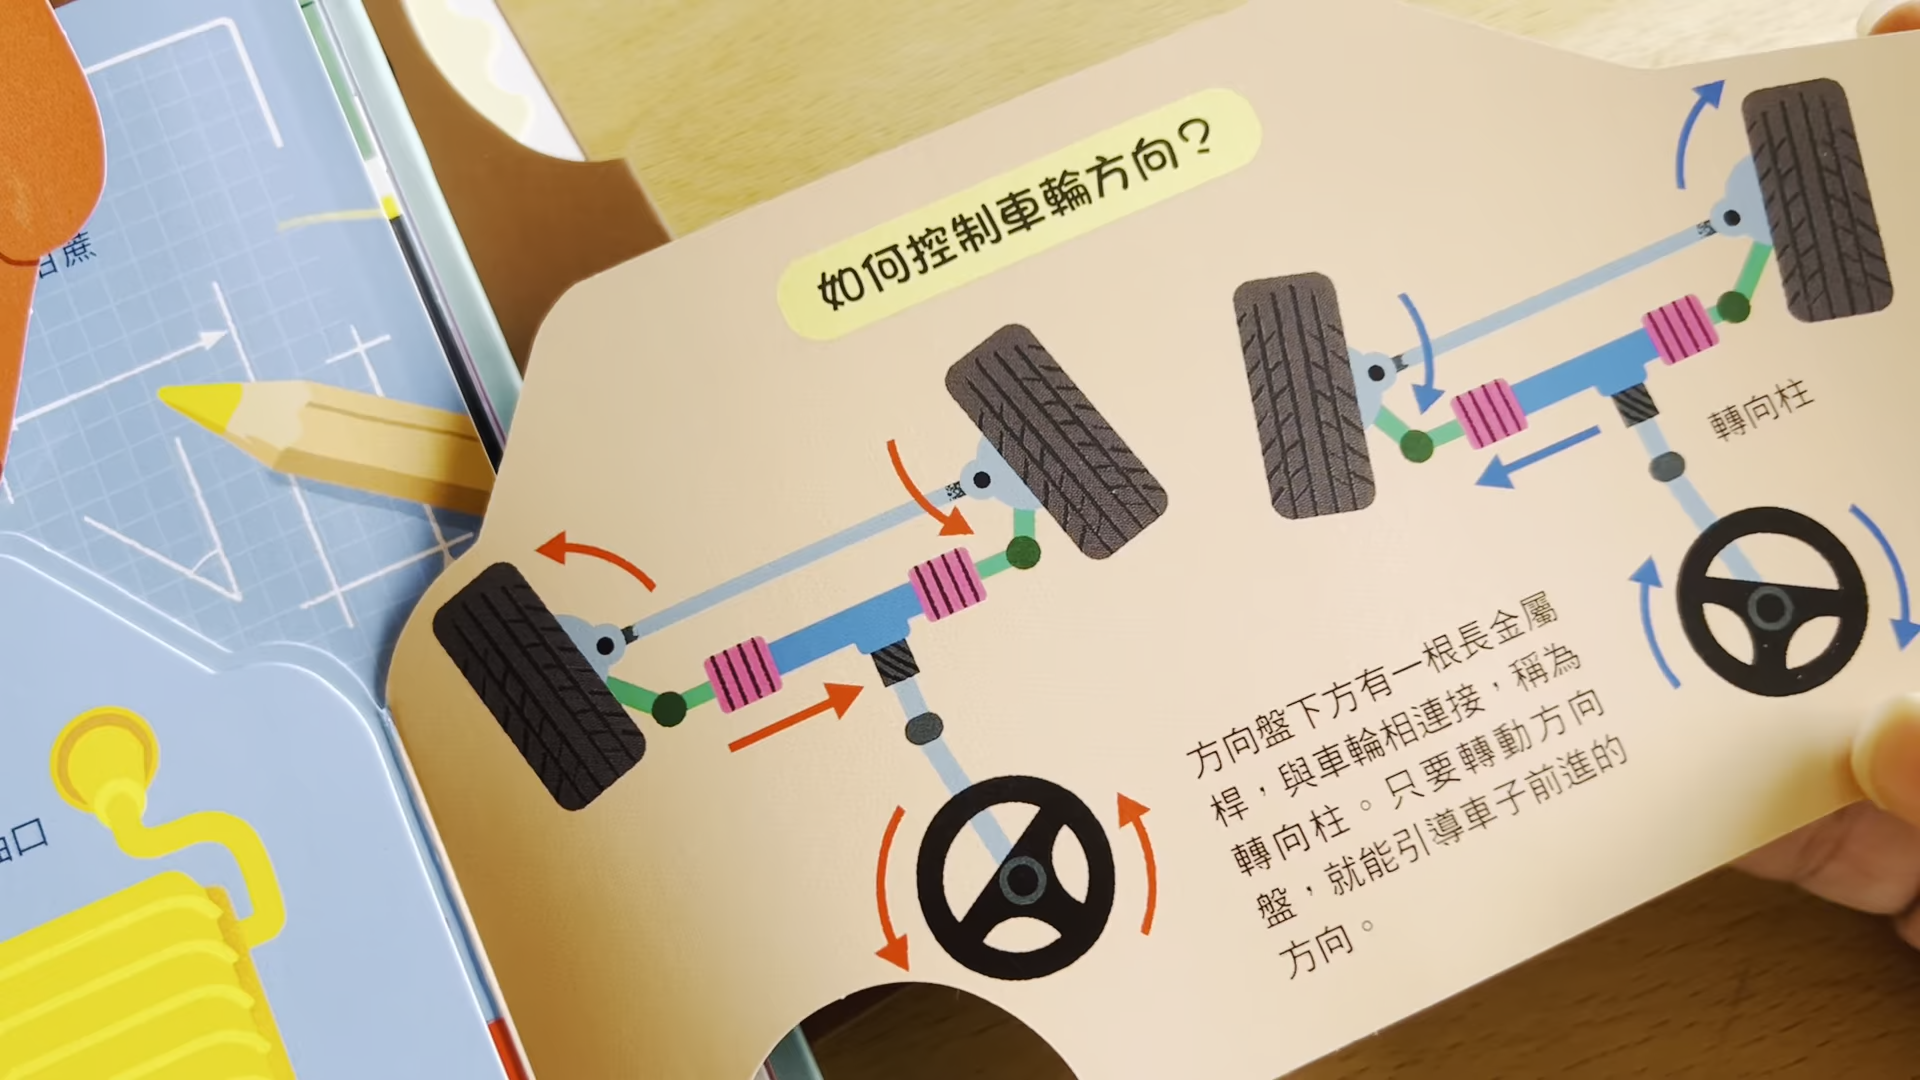 如何控制車輪方向？
轉向柱
方向盤下方有一根長金屬
桿，與車輪相連接，稱為
轉向柱。只要轉動方向
盤，就能引導車子前進的
方向。
蔗
口